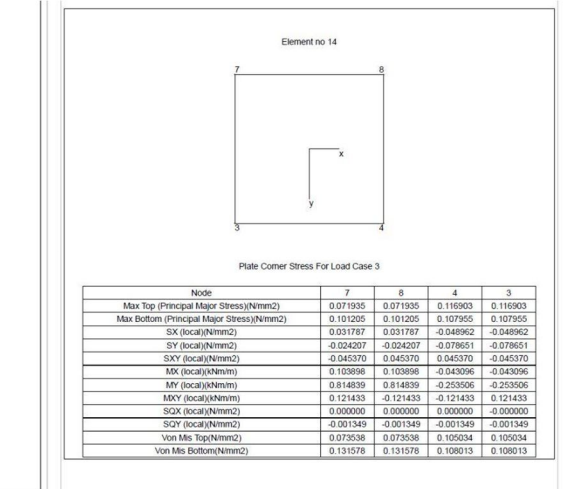 Element no 14
7 8
x
y
3 4
Plate Corner Stress For Load Case 3
Node 7 8 4 3
Max Top (Principal Major Stress)(N/mm2) 0.071935 0.071935 0.116903 0.116903
Max Bottom (Principal Major Stress)(N/mm2) 0.101205 0.101205 0.107955 0.107955
SX (local)(N/mm2) 0.031787 0.031787 -0.048962 -0.048962
SY (local)(N/mm2) -0.024207 -0.024207 -0.078651 -0.078651
SXY (local)(N/mm2) -0.045370 0.045370 0.045370 -0.045370
MX (local)(kNm/m) 0.103898 0.103898 -0.043096 -0.043096
MY (local)(kNm/m) 0.814839 0.814839 -0.253506 -0.253506
MXY (local)(kNm/m) 0.121433 -0.121433 -0.121433 0.121433
SQX (local)(N/mm2) 0.000000 0.000000 0.000000 -0.000000
SQY (local)(N/mm2) -0.001349 -0.001349 -0.001349 -0.001349
Von Mis Top(N/mm2) 0.073538 0.073538 0.105034 0.105034
Von Mis Bottom(N/mm2) 0.131578 0.131578 0.108013 0.108013